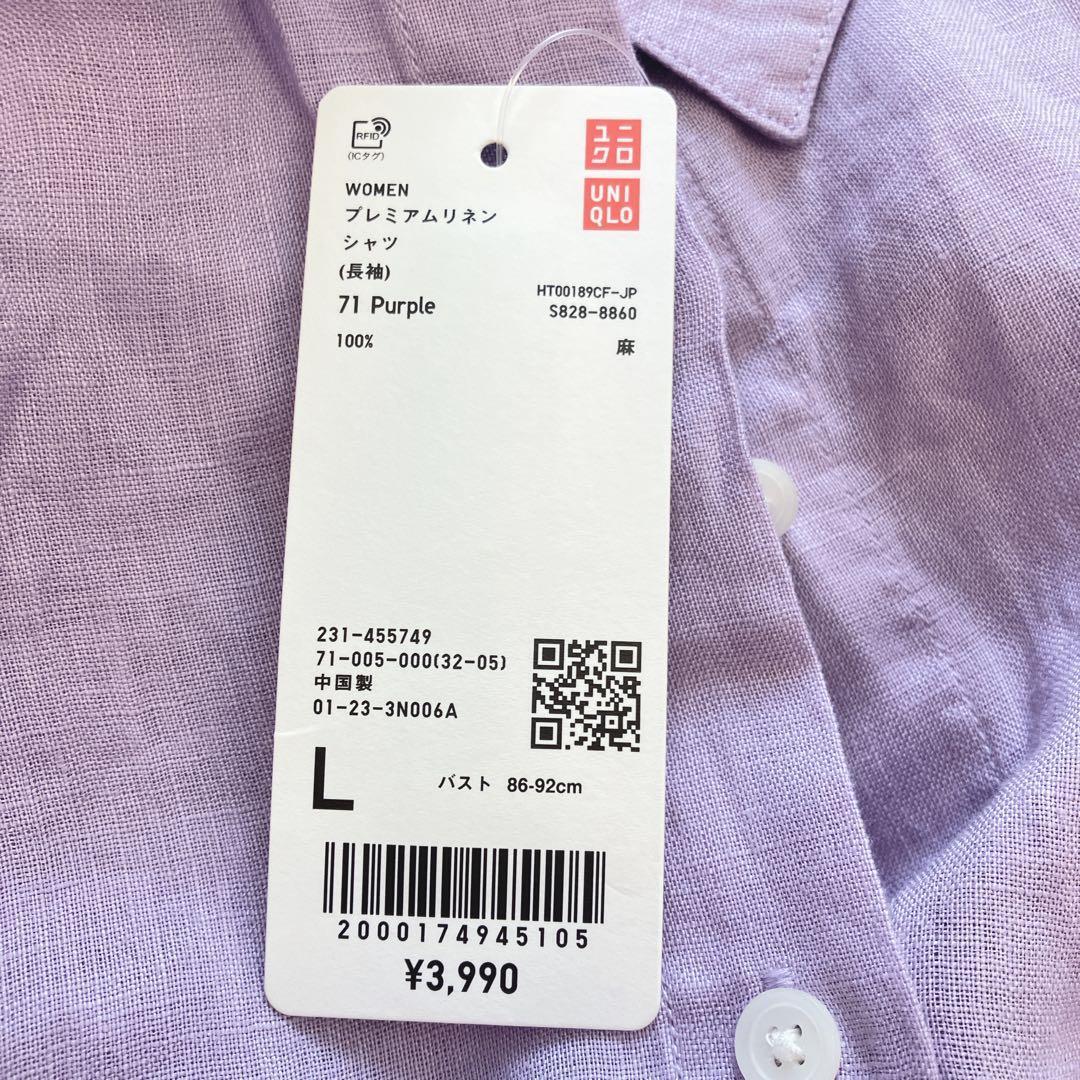 RFID
(ICタグ)
ユニ
クロ
UNI
QLO
WOMEN
プレミアムリネン
シャツ
(長袖)
71 Purple
HT00189CF-JP
S828-8860
100% 麻
231-455749
71-005-000(32-05)
中国製
01-23-3N006A
L バスト 86-92cm
2000174945105
¥3,990